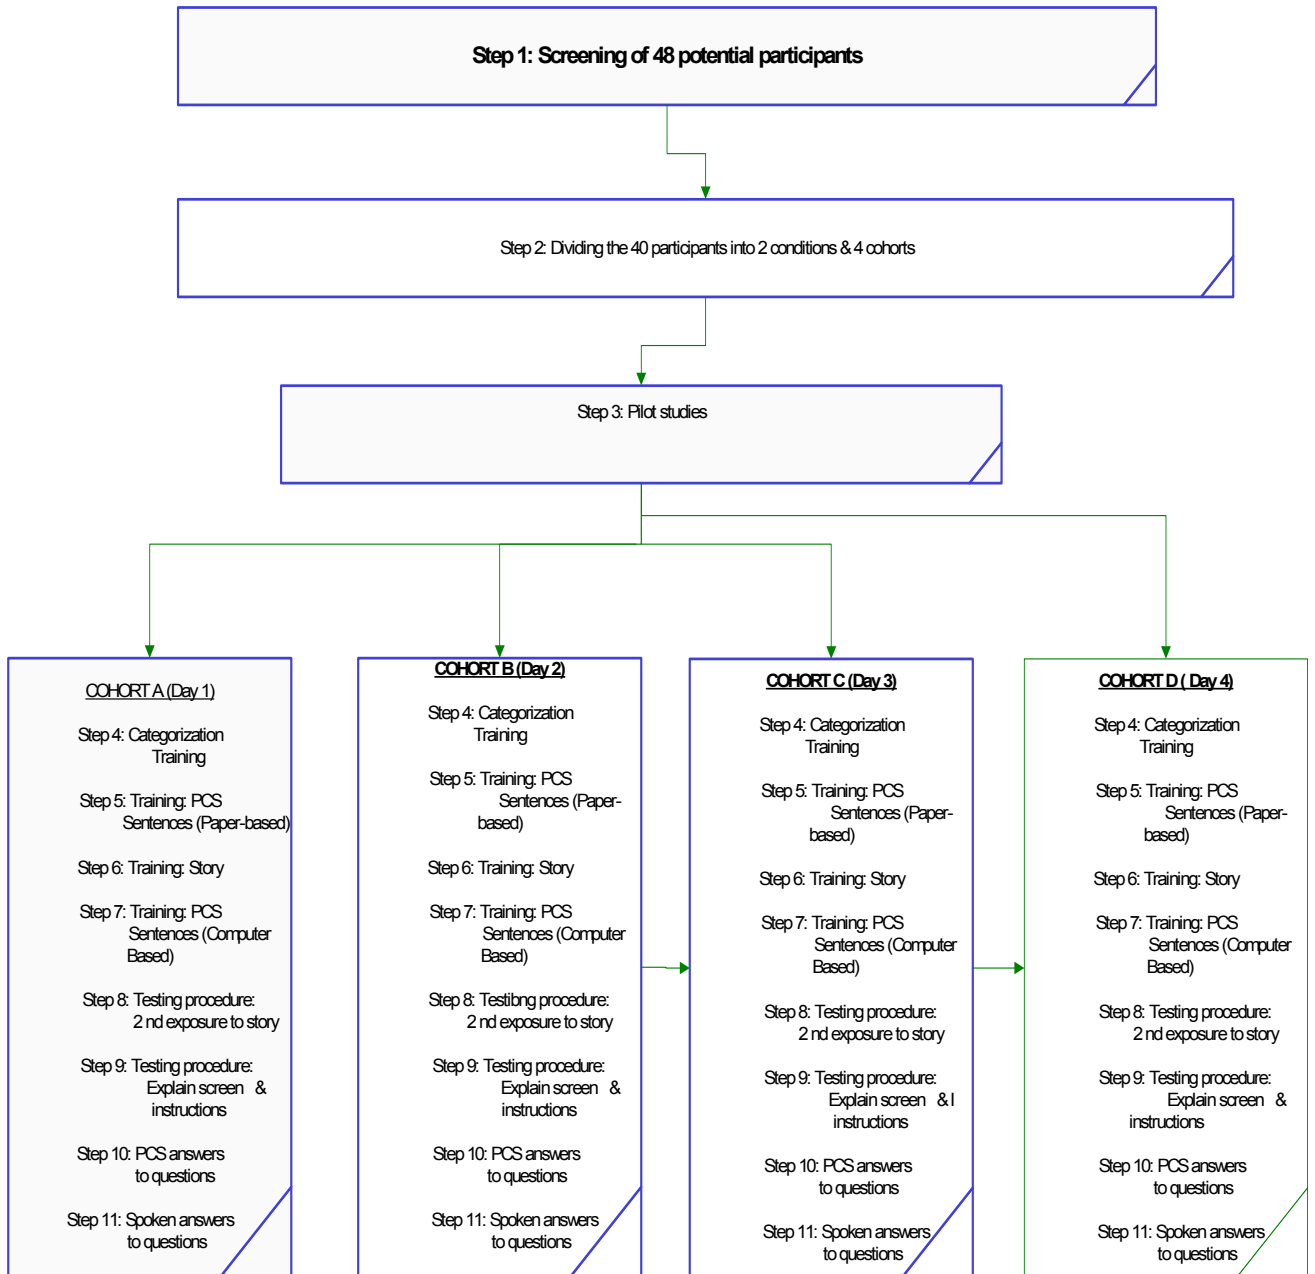 Step 1: Screening of 48 potential participants
Step 2: Dividing the 40 participants into 2 conditions & 4 cohorts
Step 3: Pilot studies
COHORT A (Day 1)
Step 4: Categorization
Training
Step 5: Training: PCS
Sentences (Paper-based)
Step 6: Training: Story
Step 7: Training: PCS
Sentences (Computer
Based)
Step 8: Testing procedure:
2 nd exposure to story
Step 9: Testing procedure:
Explain screen &
instructions
Step 10: PCS answers
to questions
Step 11: Spoken answers
to questions
COHORT B (Day 2)
Step 4: Categorization
Training
Step 5: Training: PCS
Sentences (Paper-
based)
Step 6: Training: Story
Step 7: Training: PCS
Sentences (Computer
Based)
Step 8: Testibng procedure:
2 nd exposure to story
Step 9: Testing procedure:
Explain screen &
instructions
Step 10: PCS answers
to questions
Step 11: Spoken answers
to questions
COHORT C (Day 3)
Step 4: Categorization
Training
Step 5: Training: PCS
Sentences (Paper-
based)
Step 6: Training: Story
Step 7: Training: PCS
Sentences (Computer
Based)
Step 8: Testing procedure:
2 nd exposure to story
Step 9: Testing procedure:
Explain screen & I
instructions
Step 10: PCS answers
to questions
Step 11: Spoken answers
to questions
COHORT D ( Day 4)
Step 4: Categorization
Training
Step 5: Training: PCS
Sentences (Paper-
based)
Step 6: Training: Story
Step 7: Training: PCS
Sentences (Computer
Based)
Step 8: Testing procedure:
2 nd exposure to story
Step 9: Testing procedure:
Explain screen &
instructions
Step 10: PCS answers
to questions
Step 11: Spoken answers
to questions